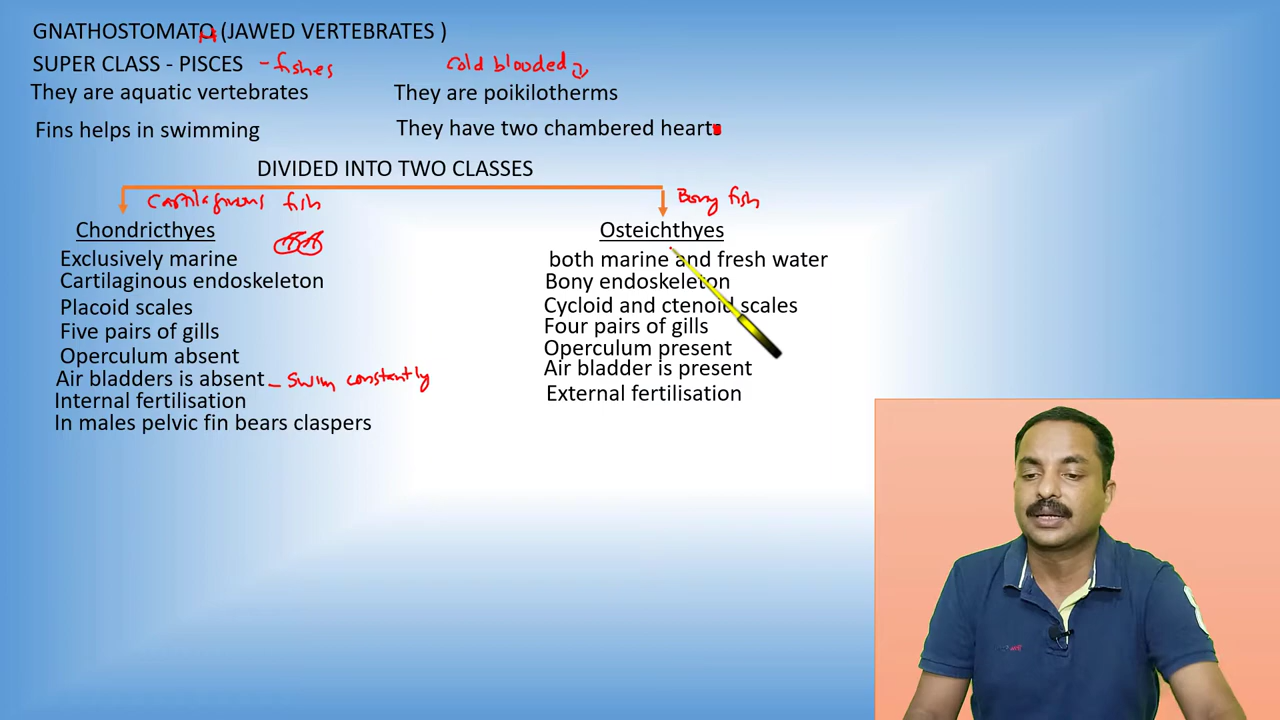 GNATHOSTOMATO (JAWED VERTEBRATES )
SUPER CLASS - PISCES - fishes
cold blooded
They are aquatic vertebrates
They are poikilotherms
Fins helps in swimming
They have two chambered hearts
DIVIDED INTO TWO CLASSES
Cartilaginous fish
Bony fish
Chondricthyes
Exclusively marine
Cartilaginous endoskeleton
Placoid scales
Five pairs of gills
Operculum absent
Air bladders is absent - Swim constantly
Internal fertilisation
In males pelvic fin bears claspers
Osteichthyes
both marine and fresh water
Bony endoskeleton
Cycloid and ctenoid scales
Four pairs of gills
Operculum present
Air bladder is present
External fertilisation